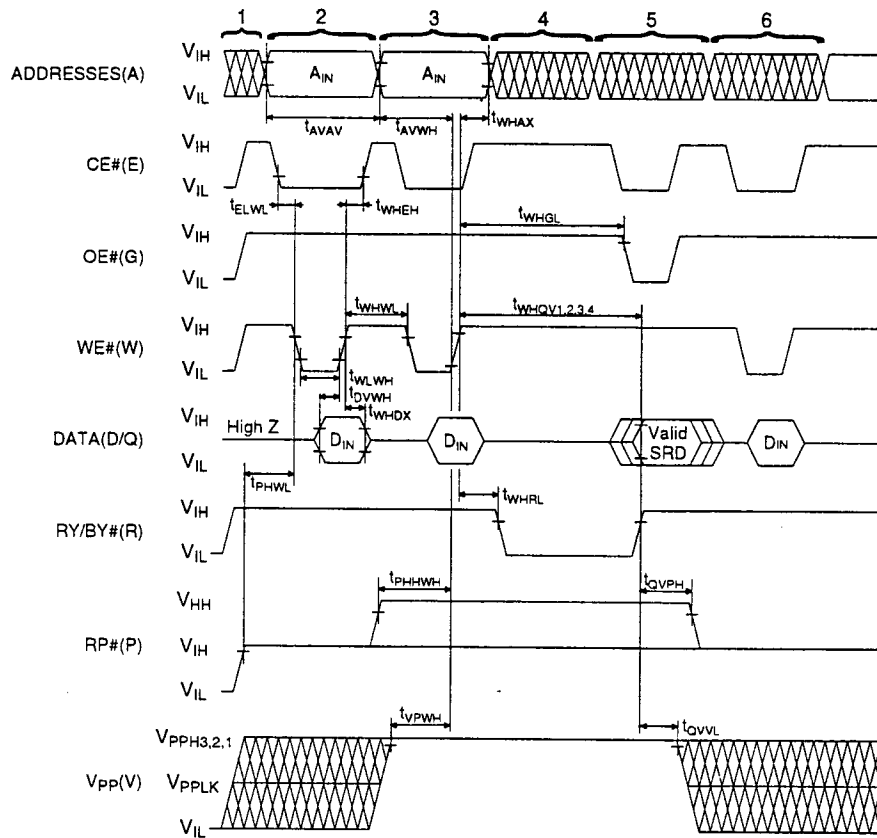 1 2 3 4 5 6
VIH
ADDRESSES(A) AIN AIN
VIL
tAVAV tAVWH tWHAX
VIH
CE#(E)
VIL
tELWL tWHEH
tWHGL
VIH
OE#(G)
VIL
tWHWL tWHQV1,2,3,4
VIH
WE#(W)
VIL
tWLWH
tDVWH
tWHDX
VIH
High Z
DATA(D/Q) DIN DIN Valid SRD DIN
VIL
tPHWL
tWHRL
VIH
RY/BY#(R)
VIL
tPHHWH tQVPH
VHH
RP#(P) VIH
VIL
tVPWH tQVVL
VPPH3,2,1
VPP(V) VPPLK
VIL